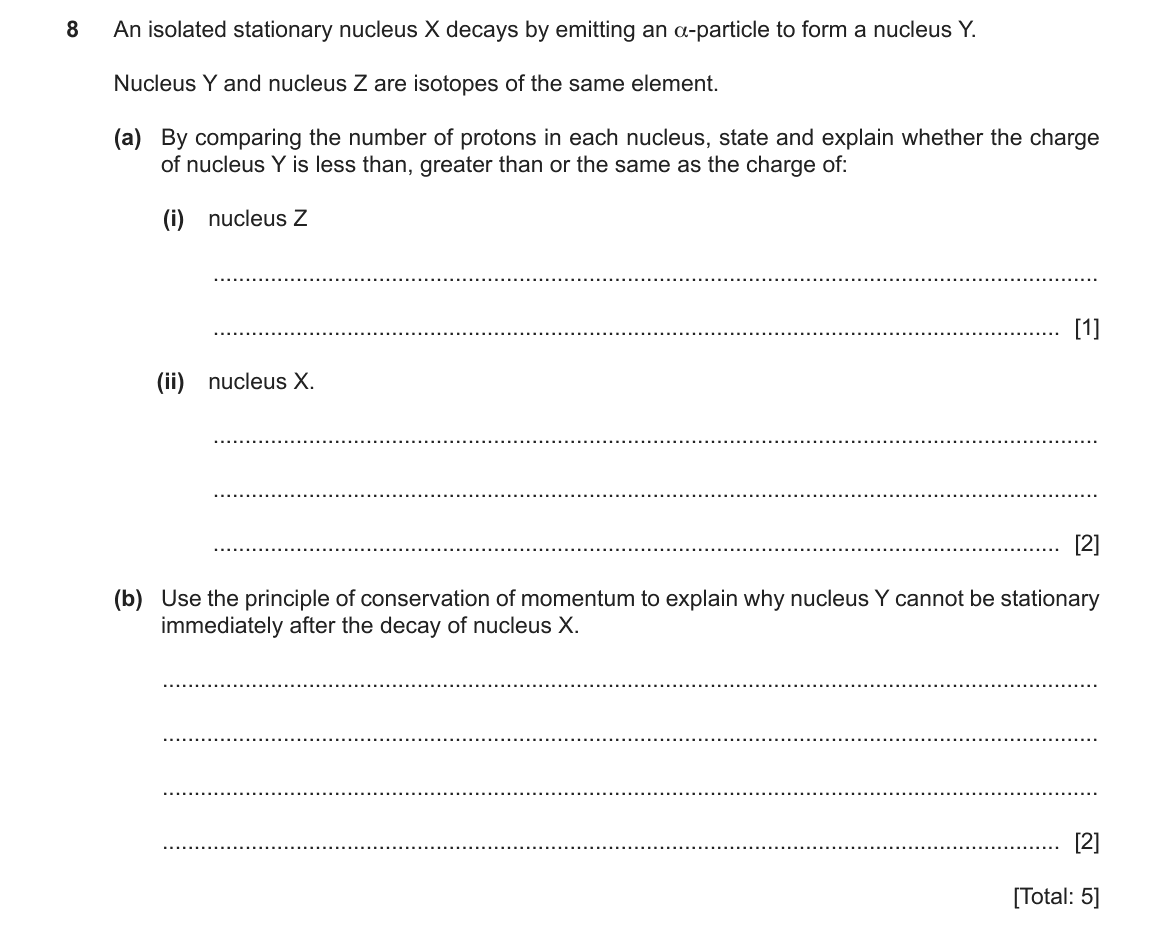 8 An isolated stationary nucleus X decays by emitting an α-particle to form a nucleus Y.
Nucleus Y and nucleus Z are isotopes of the same element.
(a) By comparing the number of protons in each nucleus, state and explain whether the charge
of nucleus Y is less than, greater than or the same as the charge of:
(i) nucleus Z
..........................................................................................................................................
.................................................................................................................................... [1]
(ii) nucleus X.
..........................................................................................................................................
..........................................................................................................................................
.................................................................................................................................... [2]
(b) Use the principle of conservation of momentum to explain why nucleus Y cannot be stationary
immediately after the decay of nucleus X.
..................................................................................................................................................
..................................................................................................................................................
..................................................................................................................................................
............................................................................................................................................ [2]
[Total: 5]